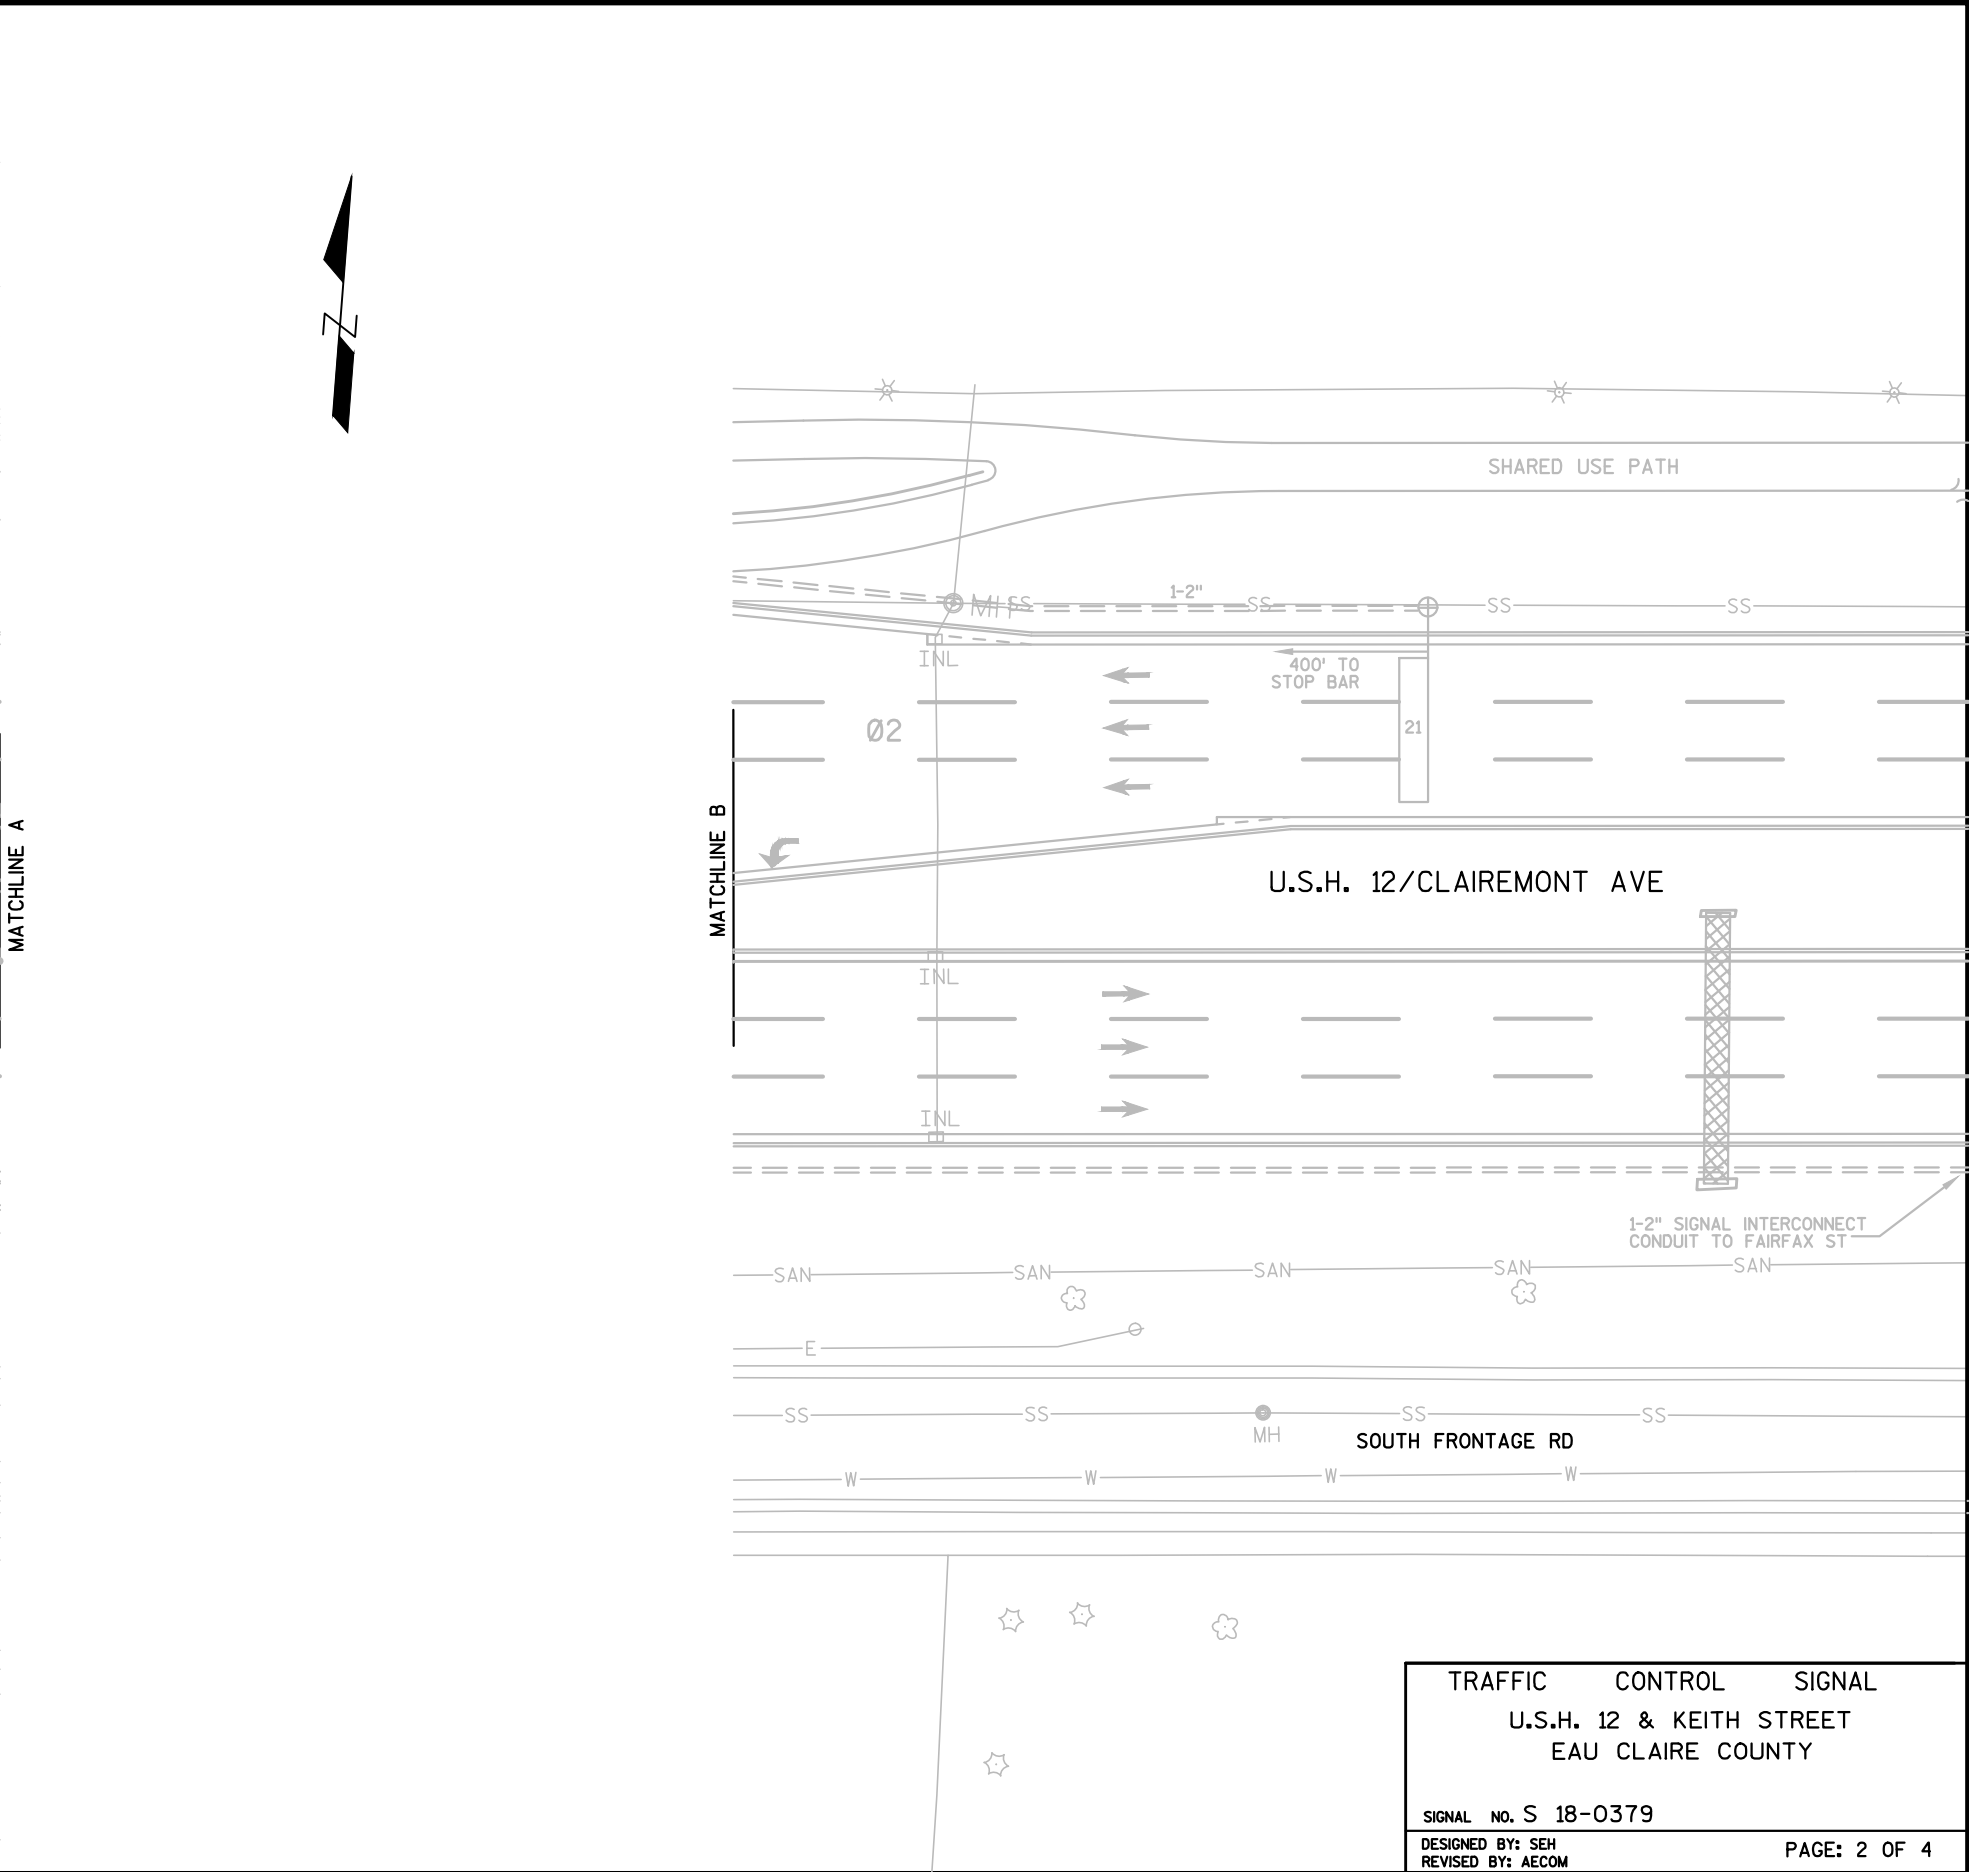 SHARED USE PATH
1-2"
MH
SS
SS
SS
SS
INL
400' TO
STOP BAR
Ø2
21
MATCHLINE A
MATCHLINE B
U.S.H. 12/CLAIREMONT AVE
INL
INL
1-2" SIGNAL INTERCONNECT
CONDUIT TO FAIRFAX ST
SAN
SAN
SAN
SAN
SAN
E
SS
SS
SS
SS
MH
SOUTH FRONTAGE RD
W
W
W
W
TRAFFIC CONTROL SIGNAL
U.S.H. 12 & KEITH STREET
EAU CLAIRE COUNTY
SIGNAL NO. S 18-0379
DESIGNED BY: SEH
REVISED BY: AECOM
PAGE: 2 OF 4